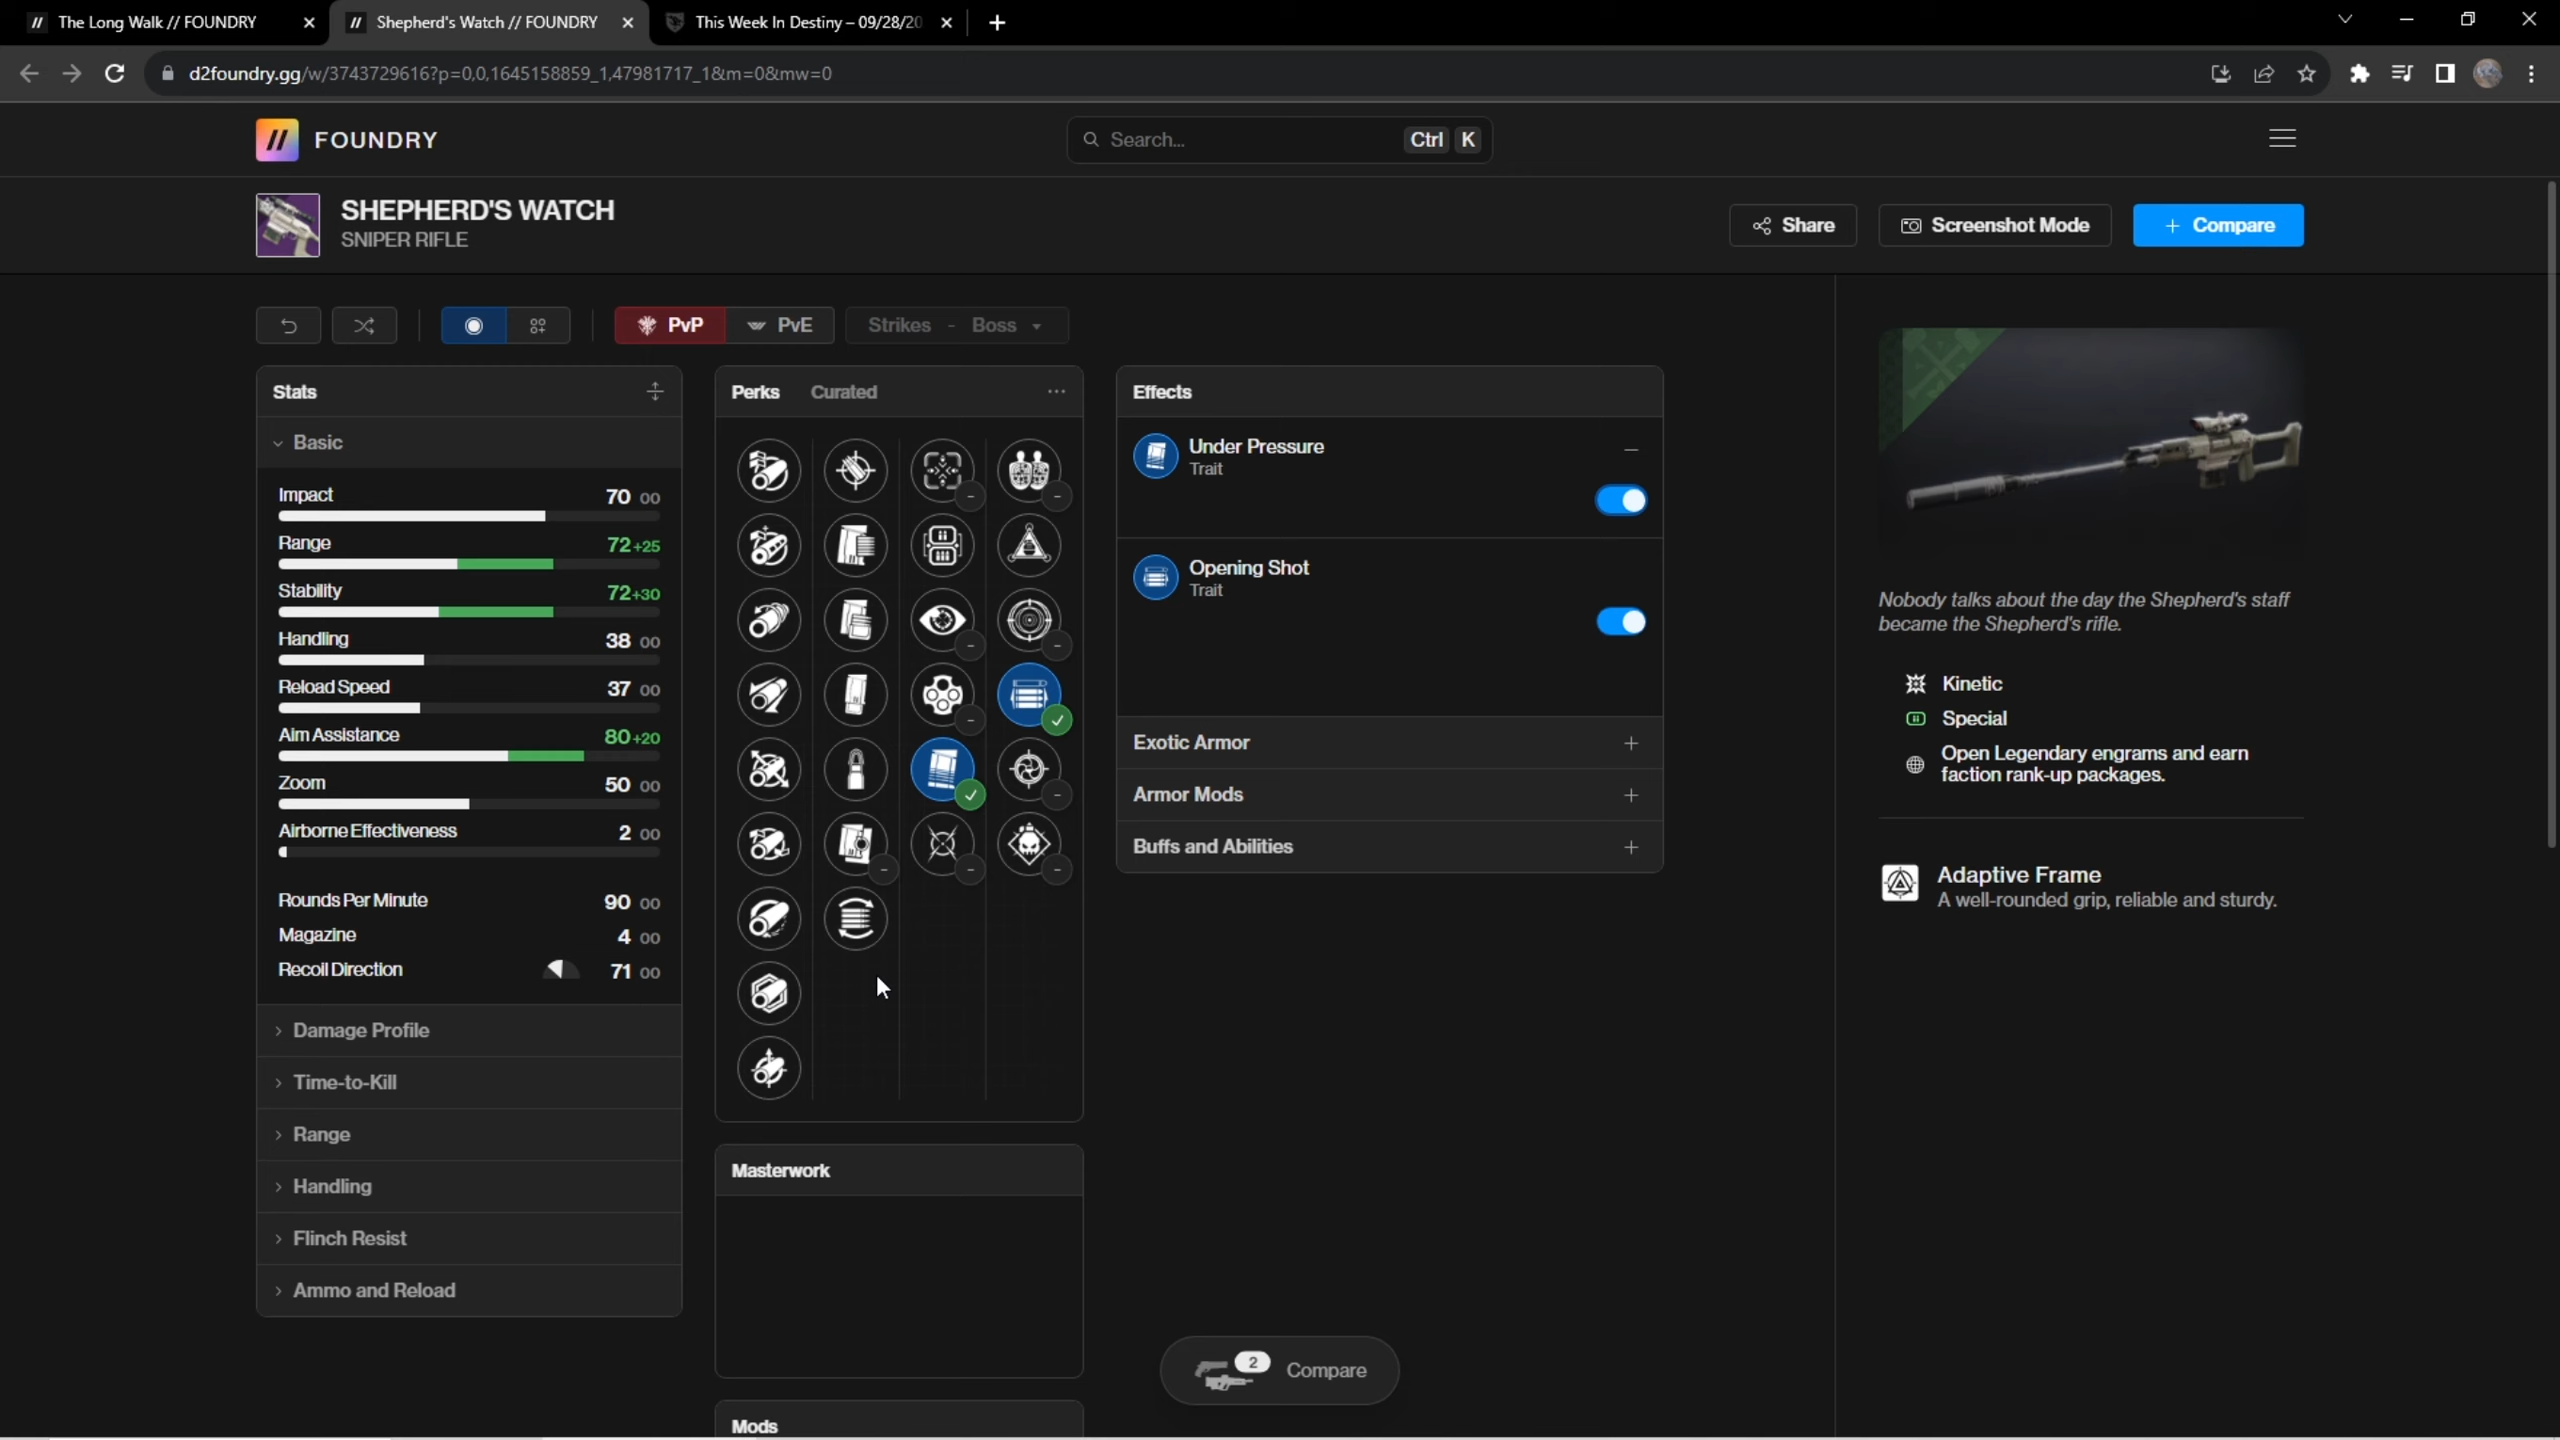 The Long Walk // FOUNDRY
Shepherd's Watch // FOUNDRY
This Week In Destiny – 09/28/20
d2foundry.gg/w/3743729616?p=0,0,1645158859_1,47981717_1&m=0&mw=0
FOUNDRY
Search...
Ctrl K
SHEPHERD'S WATCH
SNIPER RIFLE
Share
Screenshot Mode
+ Compare
PvP
PvE
Strikes - Boss
Stats
Basic
Impact 70 00
Range 72 +25
Stability 72 +30
Handling 38 00
Reload Speed 37 00
Aim Assistance 80 +20
Zoom 50 00
Airborne Effectiveness 2 00
Rounds Per Minute 90 00
Magazine 4 00
Recoil Direction 71 00
Damage Profile
Time-to-Kill
Range
Handling
Flinch Resist
Ammo and Reload
Perks
Curated
Masterwork
Mods
Effects
Under Pressure
Trait
Opening Shot
Trait
Exotic Armor
Armor Mods
Buffs and Abilities
2 Compare
Nobody talks about the day the Shepherd's staff
became the Shepherd's rifle.
Kinetic
Special
Open Legendary engrams and earn
faction rank-up packages.
Adaptive Frame
A well-rounded grip, reliable and sturdy.